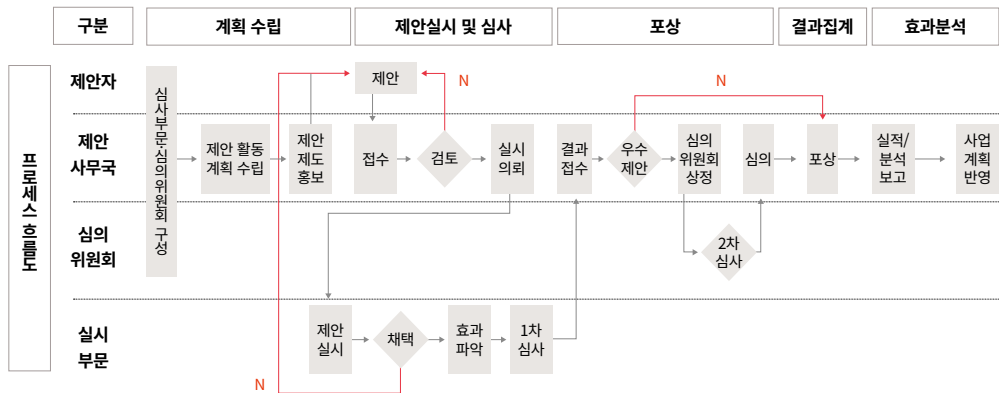 구분
계획 수립
제안실시 및 심사
포상
결과집계
효과분석
프로세스 흐름도
제안자
심사부문·심의위원회 구성
제안
N
N
제안
사무국
제안 활동
계획 수립
제안
제도
홍보
접수
검토
실시
의뢰
결과
접수
우수
제안
심의
위원회
상정
심의
포상
실적/
분석
보고
사업
계획
반영
심의
위원회
2차
심사
실시
부문
제안
실시
채택
효과
파악
1차
심사
N